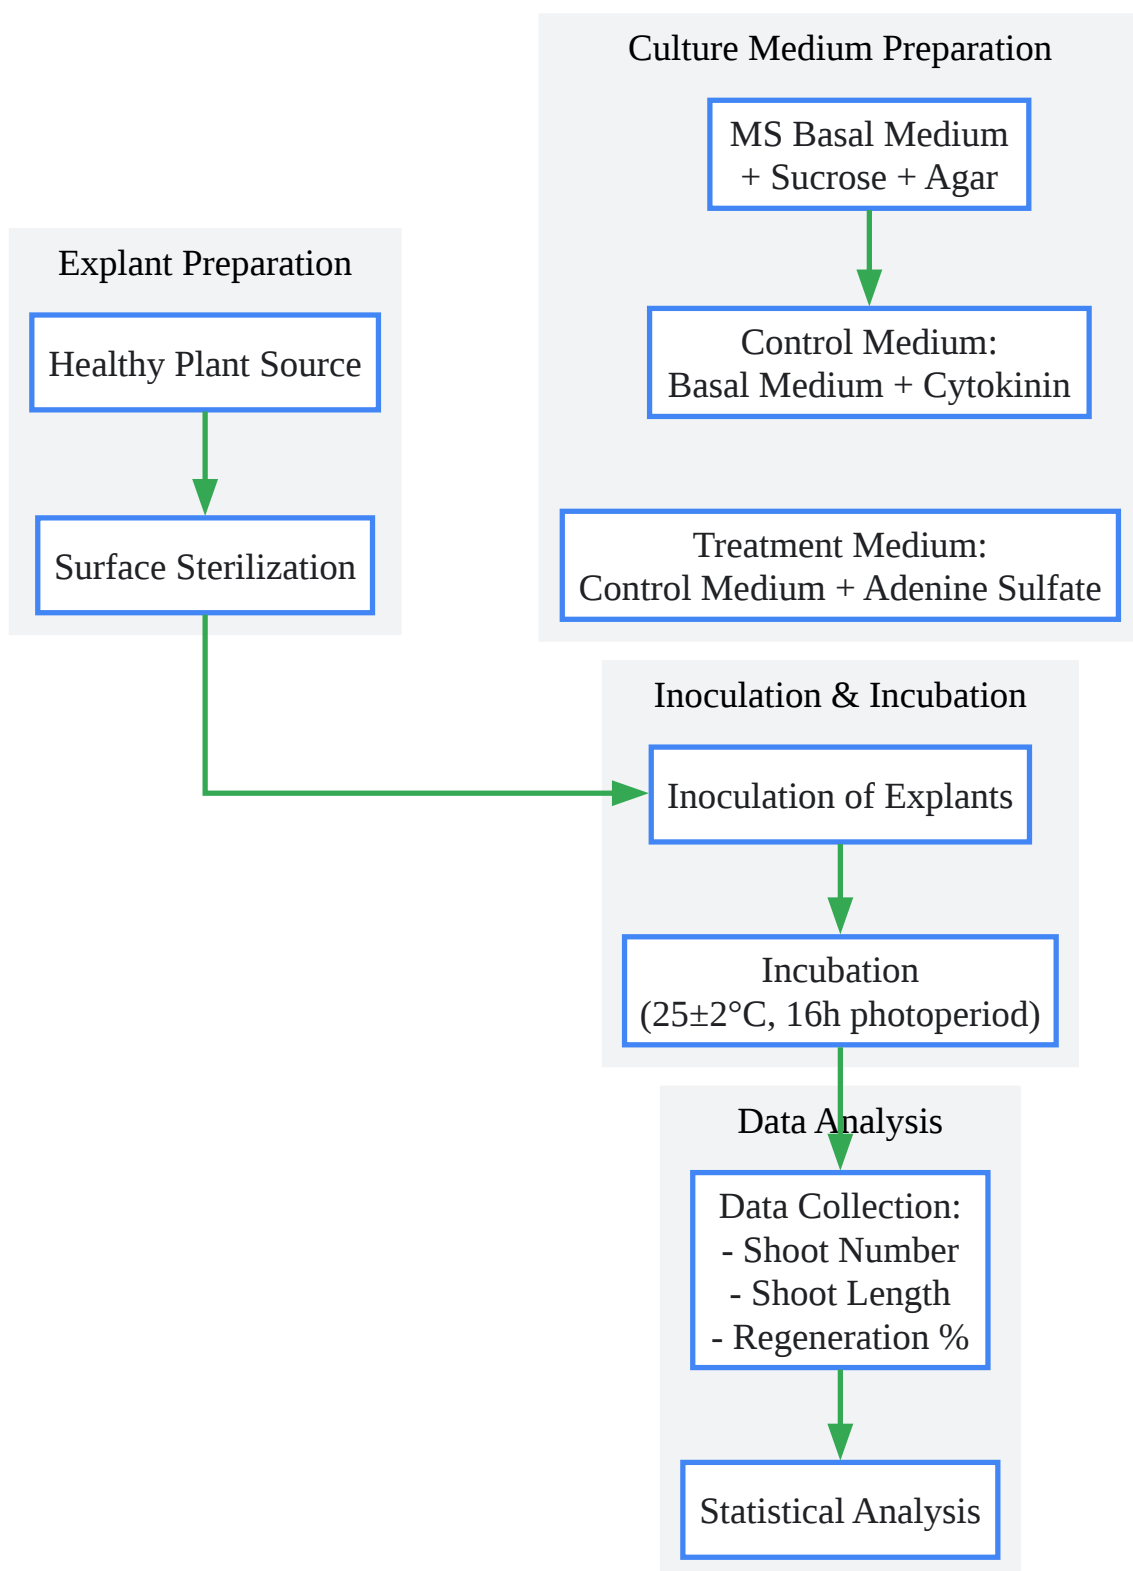 Culture Medium Preparation
MS Basal Medium
+ Sucrose + Agar
Control Medium:
Basal Medium + Cytokinin
Treatment Medium:
Control Medium + Adenine Sulfate
Explant Preparation
Healthy Plant Source
Surface Sterilization
Inoculation & Incubation
Inoculation of Explants
Incubation
(25±2°C, 16h photoperiod)
Data Analysis
Data Collection:
- Shoot Number
- Shoot Length
- Regeneration %
Statistical Analysis